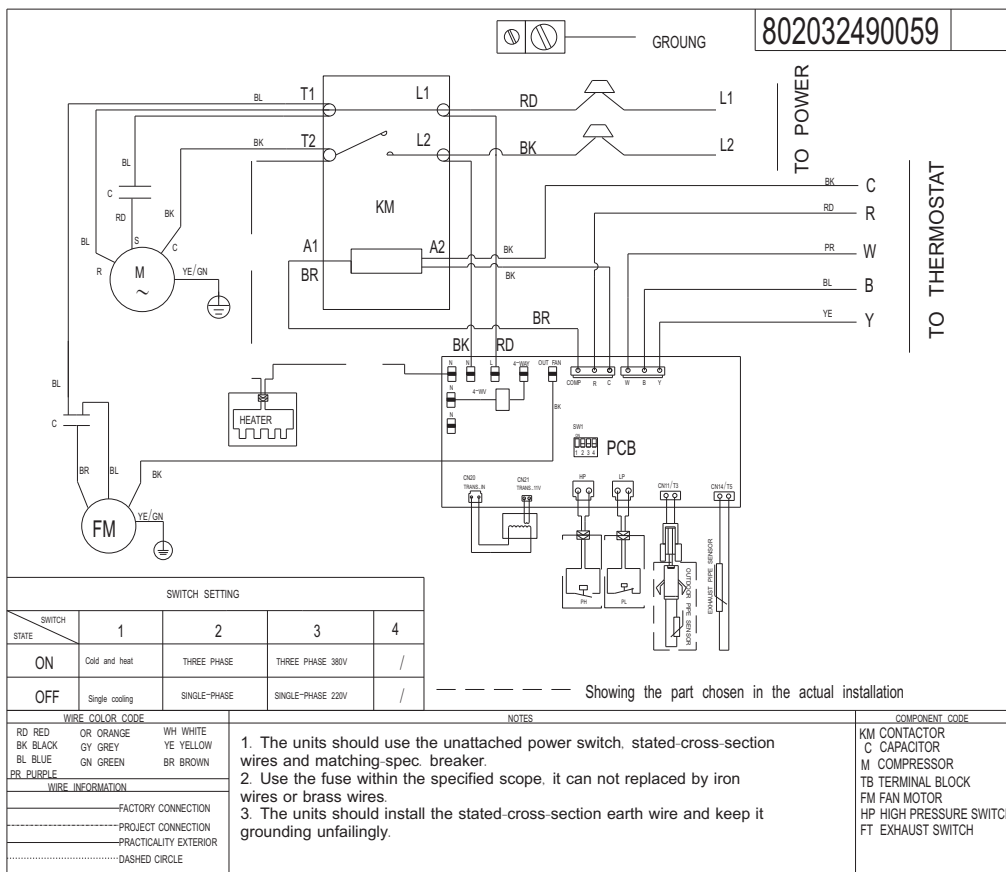 GROUNG
802032490059
BL
T1
L1
RD
L1
BK
T2
L2
BK
L2
TO POWER
BL
C
KM
BK
C
RD
BK
RD
R
S
C
BL
R
M
~
YE/GN
A1
A2
BK
BR
BK
PR
W
BL
B
YE
Y
TO THERMOSTAT
BR
BK
RD
N
N
L
4-WAY
OUT FAN
COMP
R
C
W
B
Y
N
4-WV
BL
HEATER
BK
N
C
SW1
ON
1 2 3 4
PCB
BR
BL
BK
CN20
TRANS._IN
CN21
TRANS._11V
HP
LP
CN11/T3
CN14/T5
FM
YE/GN
PH
PL
OUTDOOR PIPE SENSOR
EXHAUST PIPE SENSOR
SWITCH SETTING
SWITCH
STATE
1
2
3
4
ON
Cold and heat
THREE PHASE
THREE PHASE 380V
/
OFF
Single cooling
SINGLE-PHASE
SINGLE-PHASE 220V
/
Showing the part chosen in the actual installation
WIRE COLOR CODE
RD RED OR ORANGE WH WHITE
BK BLACK GY GREY YE YELLOW
BL BLUE GN GREEN BR BROWN
PR PURPLE
WIRE INFORMATION
FACTORY CONNECTION
PROJECT CONNECTION
PRACTICALITY EXTERIOR
DASHED CIRCLE
NOTES
1. The units should use the unattached power switch, stated-cross-section
wires and matching-spec. breaker.
2. Use the fuse within the specified scope, it can not replaced by iron
wires or brass wires.
3. The units should install the stated-cross-section earth wire and keep it
grounding unfailingly.
COMPONENT CODE
KM CONTACTOR
C CAPACITOR
M COMPRESSOR
TB TERMINAL BLOCK
FM FAN MOTOR
HP HIGH PRESSURE SWITCH
FT EXHAUST SWITCH